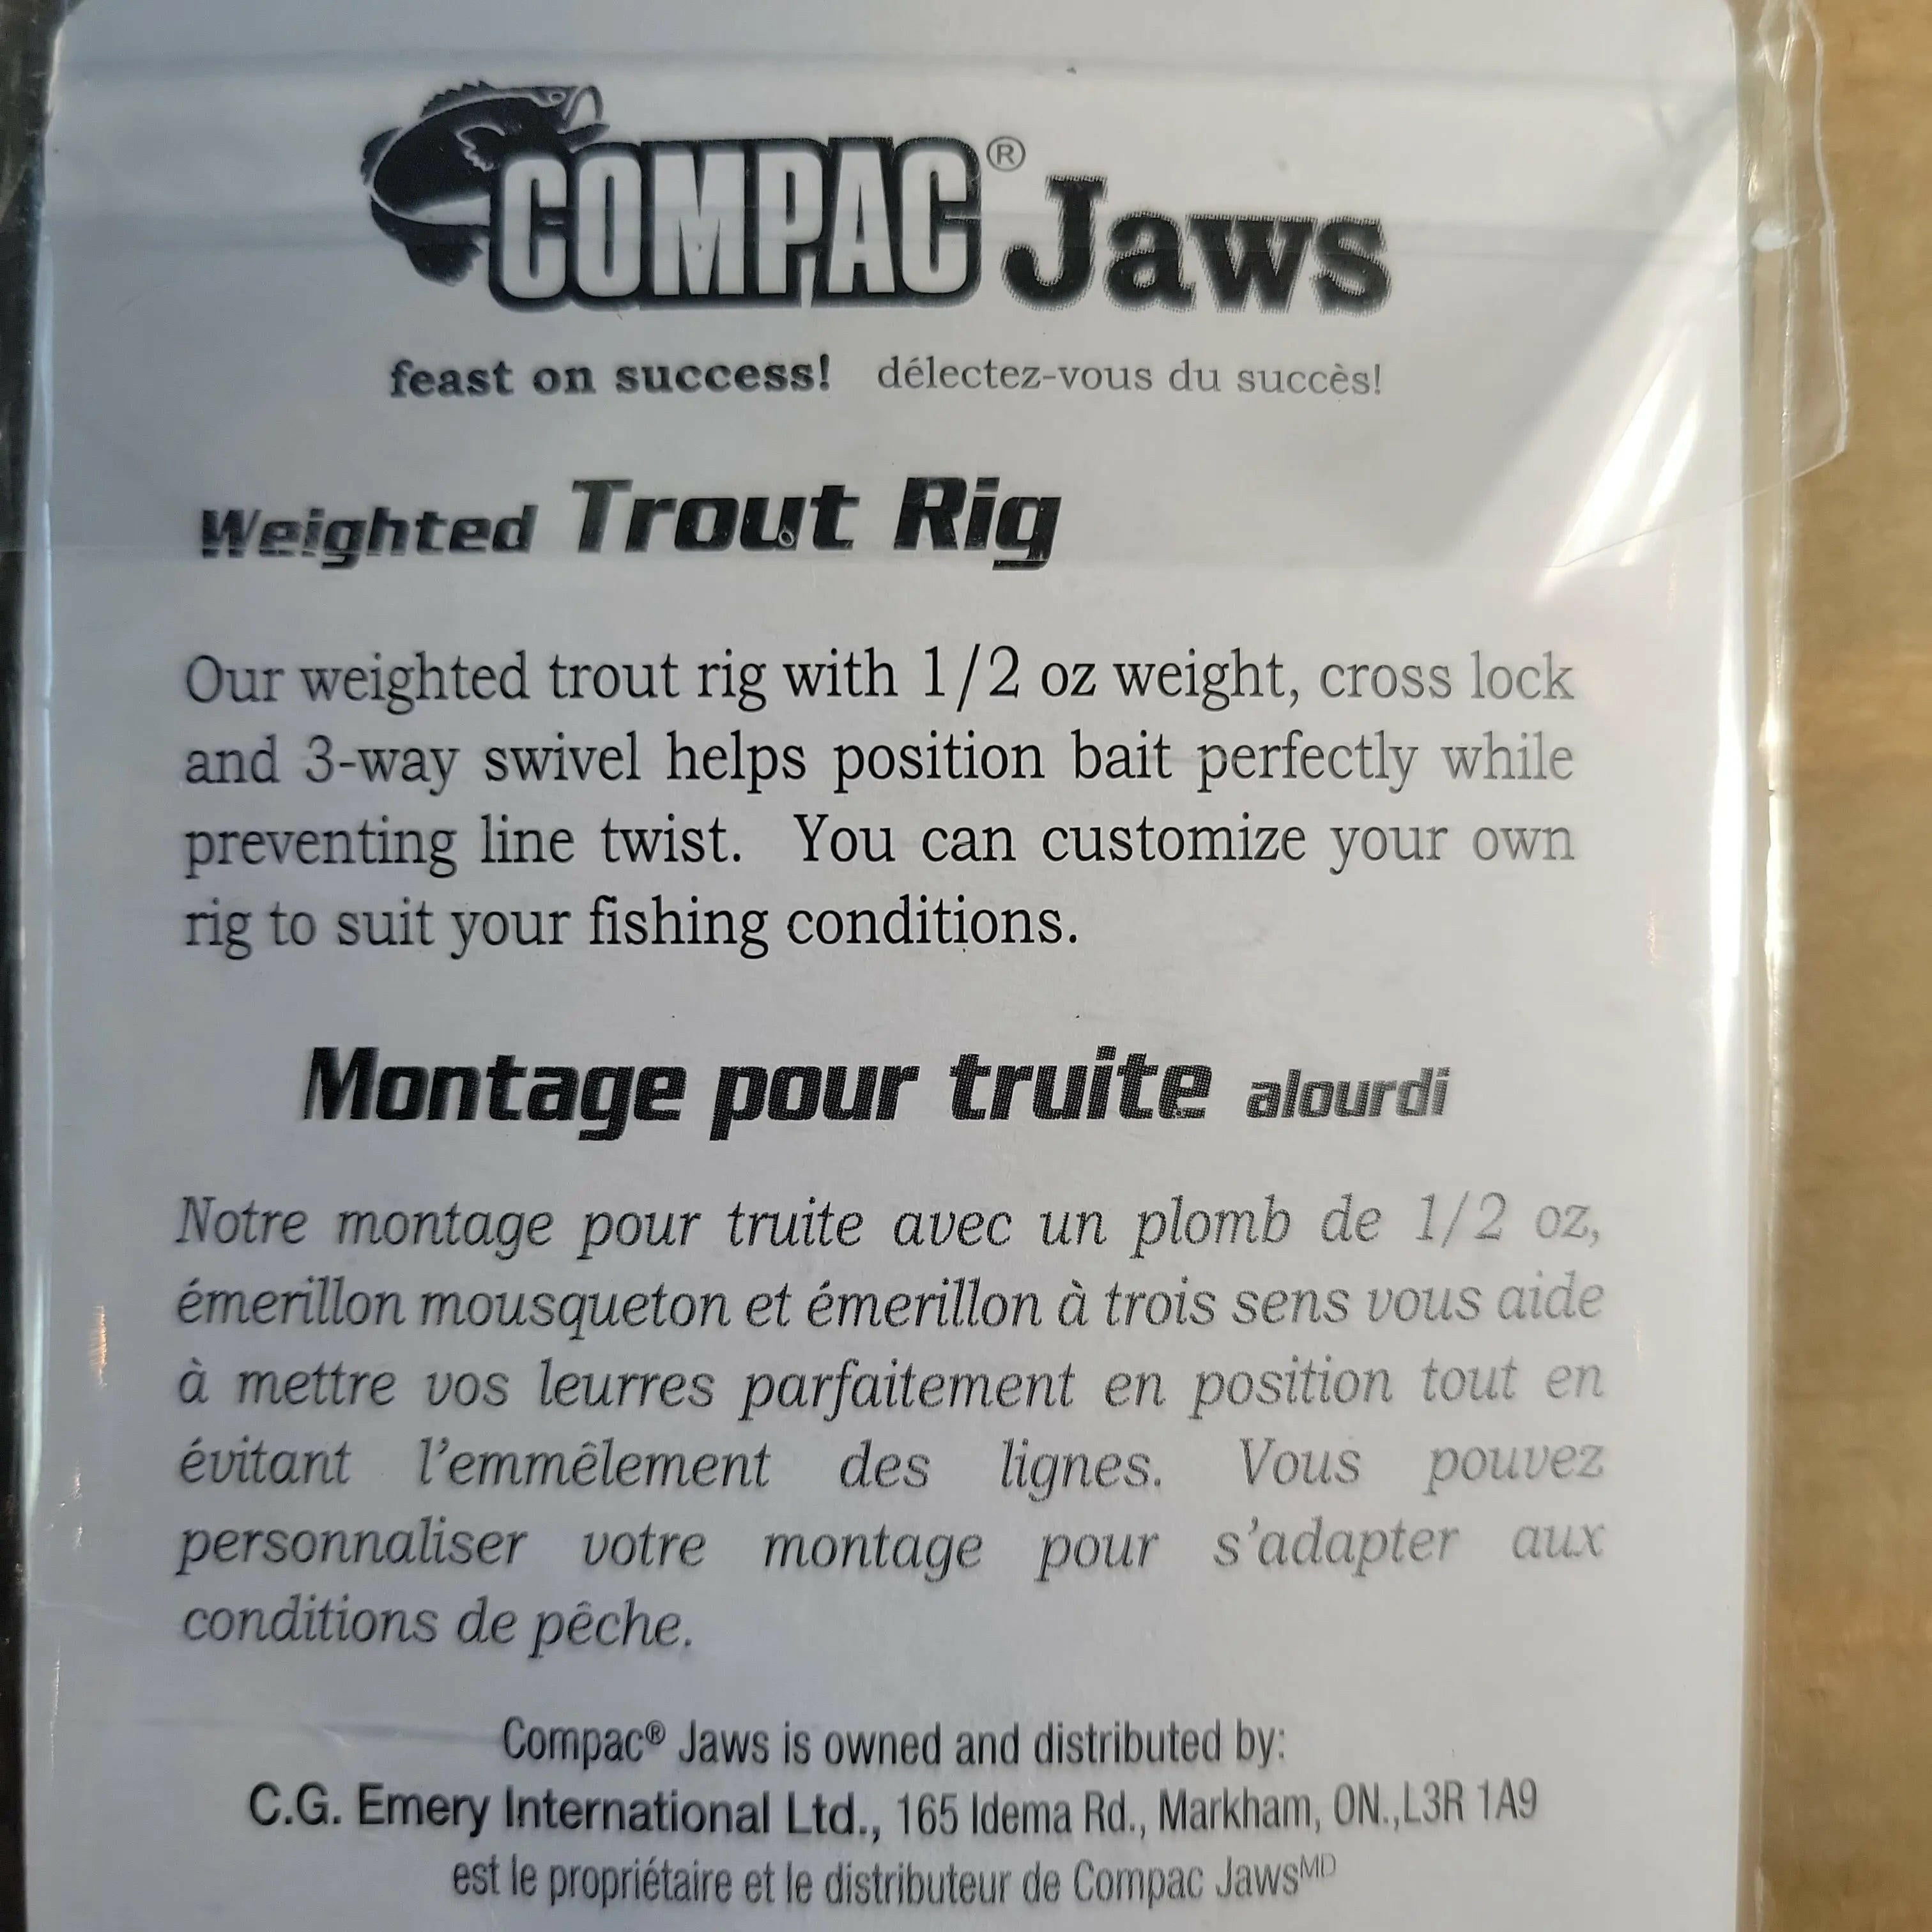 COMPAC® Jaws
feast on success! délectez-vous du succès!
Weighted Trout Rig
Our weighted trout rig with 1/2 oz weight, cross lock
and 3-way swivel helps position bait perfectly while
preventing line twist. You can customize your own
rig to suit your fishing conditions.
Montage pour truite alourdi
Notre montage pour truite avec un plomb de 1/2 oz,
émerillon mousqueton et émerillon à trois sens vous aide
à mettre vos leurres parfaitement en position tout en
évitant l'emmêlement des lignes. Vous pouvez
personnaliser votre montage pour s'adapter aux
conditions de pêche.
Compac® Jaws is owned and distributed by:
C.G. Emery International Ltd., 165 Idema Rd., Markham, ON.,L3R 1A9
est le propriétaire et le distributeur de Compac JawsMD